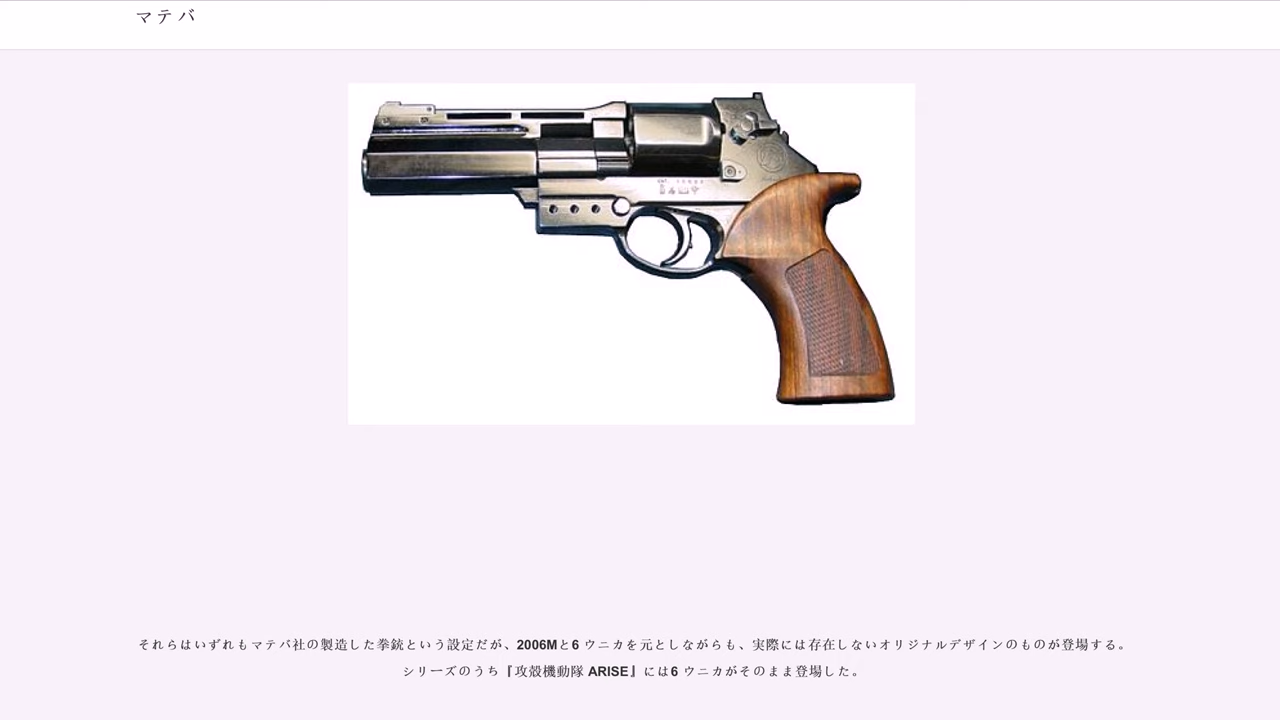 マテバ
それらはいずれもマテバ社の製造した拳銃という設定だが、2006Mと6 ウニカを元としながらも、実際には存在しないオリジナルデザインのものが登場する。
シリーズのうち『攻殻機動隊 ARISE』には6 ウニカがそのまま登場した。